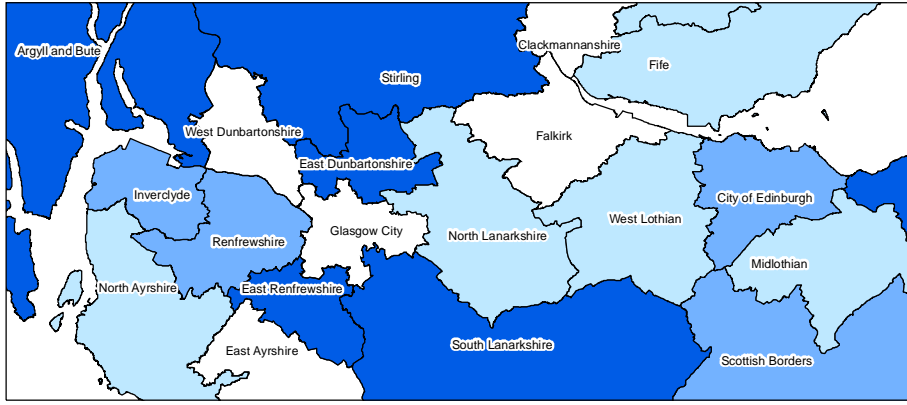 Clackmannanshire
Argyll and Bute
Fife
Stirling
West Dunbartonshire
Falkirk
East Dunbartonshire
Inverclyde
City of Edinburgh
West Lothian
Glasgow City
North Lanarkshire
Renfrewshire
Midlothian
North Ayrshire
East Renfrewshire
South Lanarkshire
East Ayrshire
Scottish Borders